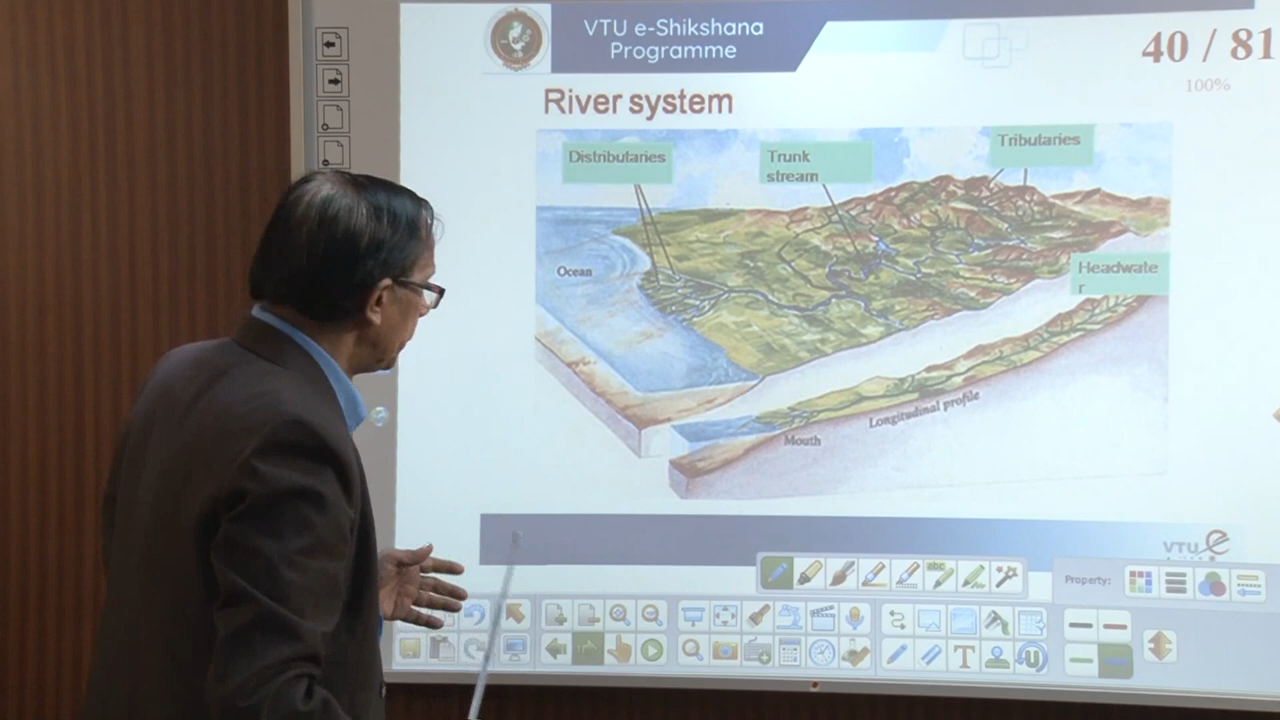 VTU e-Shikshana
Programme
40 / 81
100%
River system
Distributaries
Trunk
stream
Tributaries
Ocean
Headwate
r
Longitudinal profile
Mouth
VTU e
abc
Property:
T